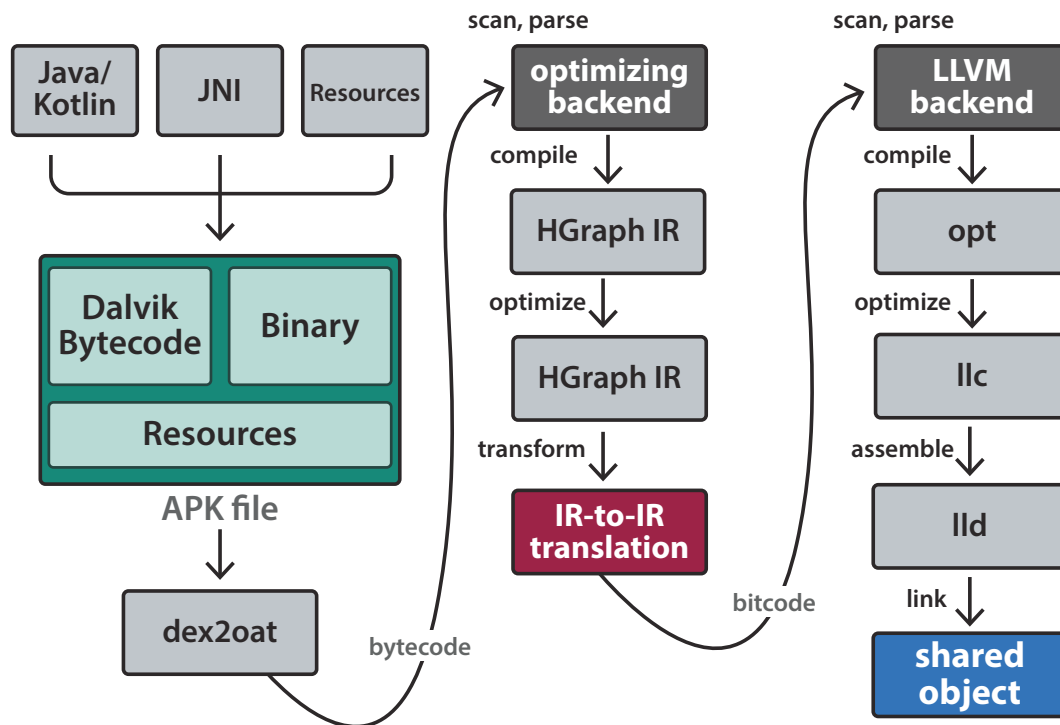 Java/
Kotlin
JNI
Resources
Dalvik
Bytecode
Binary
Resources
APK file
dex2oat
bytecode
scan, parse
optimizing
backend
compile
HGraph IR
optimize
HGraph IR
transform
IR-to-IR
translation
bitcode
scan, parse
LLVM
backend
compile
opt
optimize
llc
assemble
lld
link
shared
object